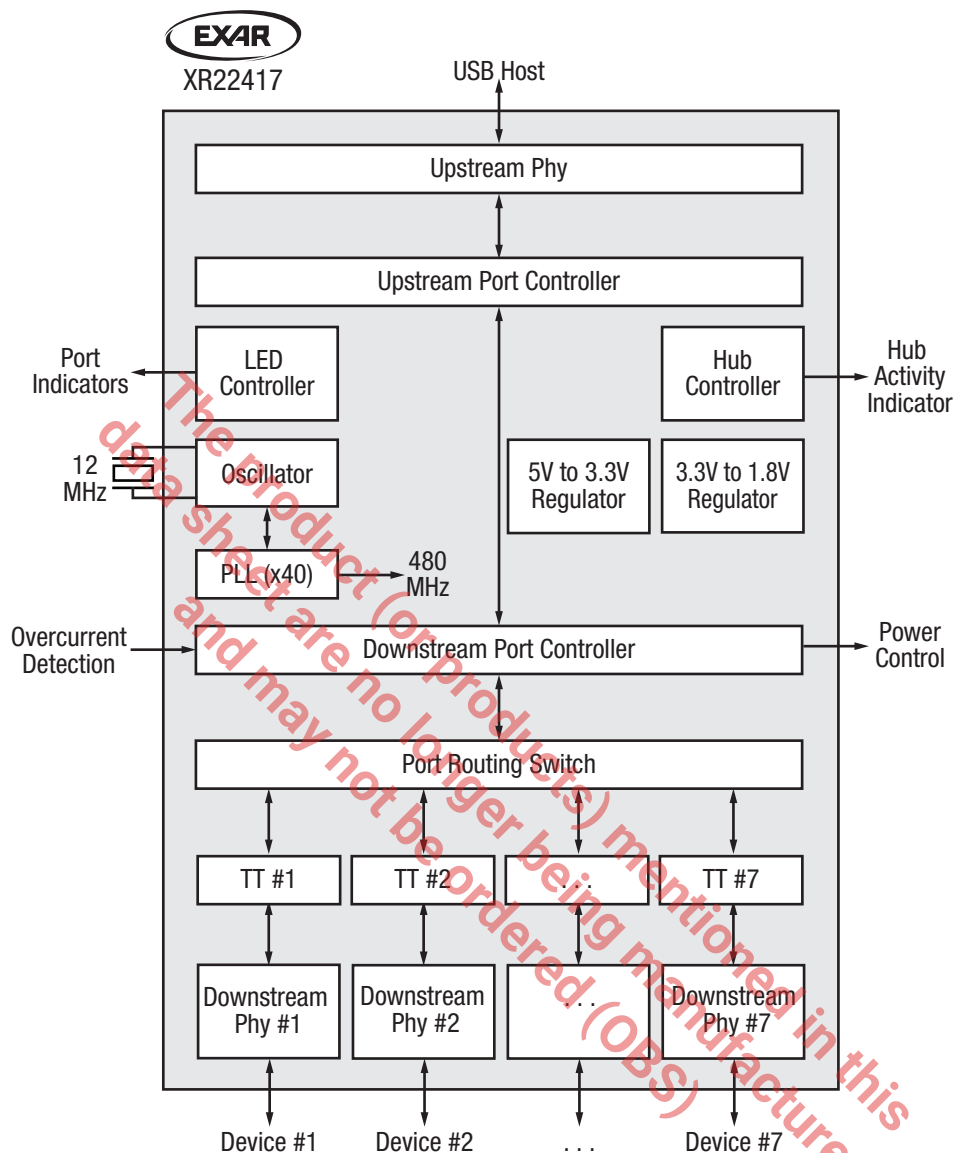 EXAR
XR22417
USB Host
Upstream Phy
Upstream Port Controller
Port
Indicators
LED
Controller
Hub
Controller
Hub
Activity
Indicator
12
MHz
Oscillator
5V to 3.3V
Regulator
3.3V to 1.8V
Regulator
PLL (x40)
480
MHz
Overcurrent
Detection
Downstream Port Controller
Power
Control
Port Routing Switch
TT #1
TT #2
. . .
TT #7
Downstream
Phy #1
Downstream
Phy #2
. . .
Downstream
Phy #7
Device #1
Device #2
. . .
Device #7
The product (or products) mentioned in this
data sheet are no longer being manufacture
and may not be ordered (OBS)